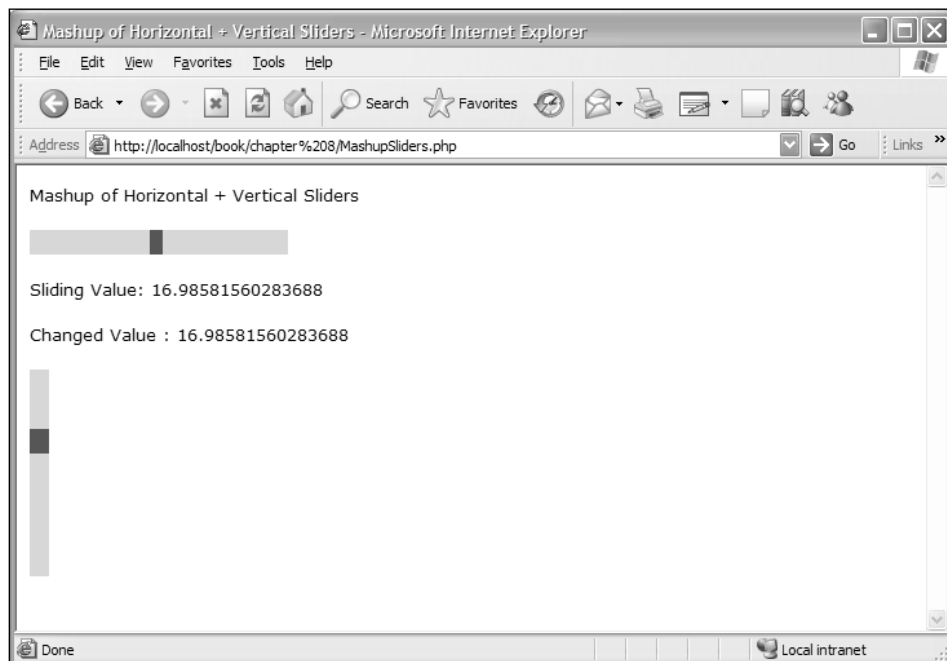 Mashup of Horizontal + Vertical Sliders - Microsoft Internet Explorer
File Edit View Favorites Tools Help
Back Search Favorites
Address http://localhost/book/chapter%208/MashupSliders.php Go Links »
Mashup of Horizontal + Vertical Sliders
Sliding Value: 16.98581560283688
Changed Value : 16.98581560283688
Done Local intranet